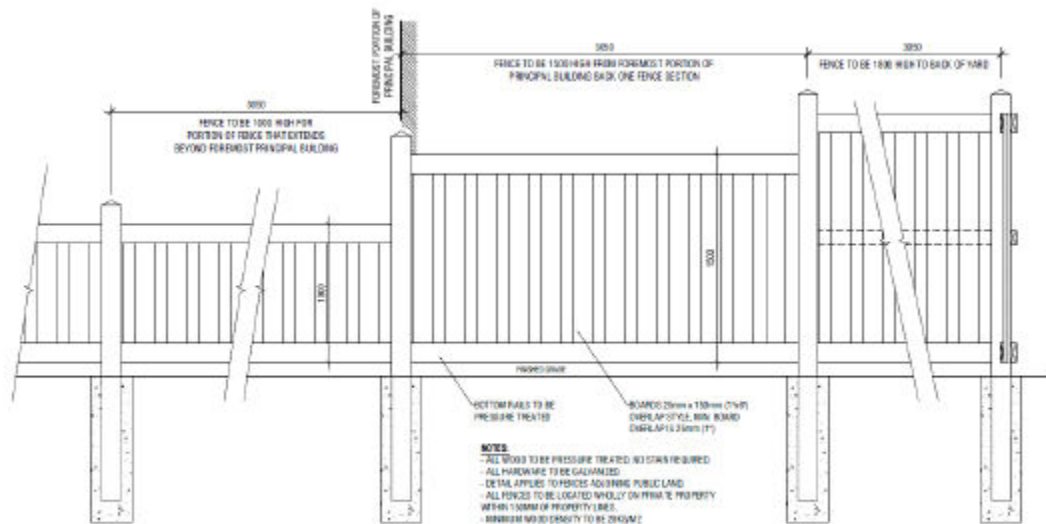 FOREMOST PORTION OF
PRINCIPAL BUILDING
3050
FENCE TO BE 1000 HIGH FOR
PORTION OF FENCE THAT EXTENDS
BEYOND FOREMOST PRINCIPAL BUILDING
3050
FENCE TO BE 1500 HIGH FROM FOREMOST PORTION OF
PRINCIPAL BUILDING BACK ONE FENCE SECTION
3050
FENCE TO BE 1800 HIGH TO BACK OF YARD
1000
1500
FINISHED GRADE
BOTTOM RAILS TO BE
PRESSURE TREATED
BOARDS 25mm x 150mm (1"x6")
OVERLAP STYLE, MIN. BOARD
OVERLAP IS 25mm (1")
NOTES:
- ALL WOOD TO BE PRESSURE TREATED. NO STAIN REQUIRED
- ALL HARDWARE TO BE GALVANIZED
- DETAIL APPLIES TO FENCES ADJOINING PUBLIC LAND
- ALL FENCES TO BE LOCATED WHOLLY ON PRIVATE PROPERTY
WITHIN 150MM OF PROPERTY LINES.
- MINIMUM WOOD DENSITY TO BE